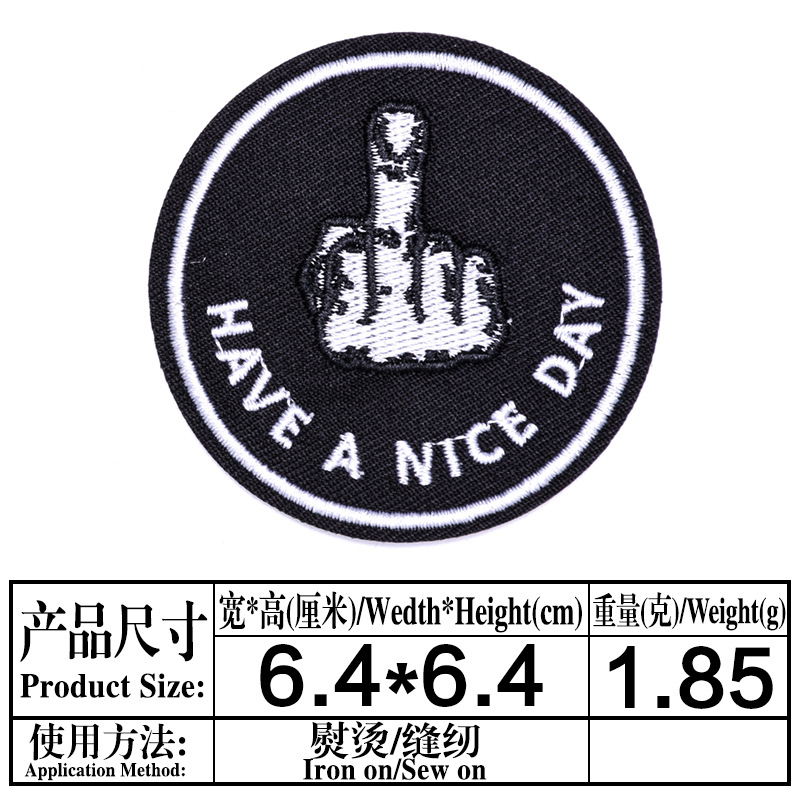 HAVE A NICE DAY
产品尺寸
Product Size:
宽*高(厘米)/Wedth*Height(cm)
6.4*6.4
重量(克)/Weight(g)
1.85
使用方法:
Application Method:
熨烫/缝纫
Iron on/Sew on